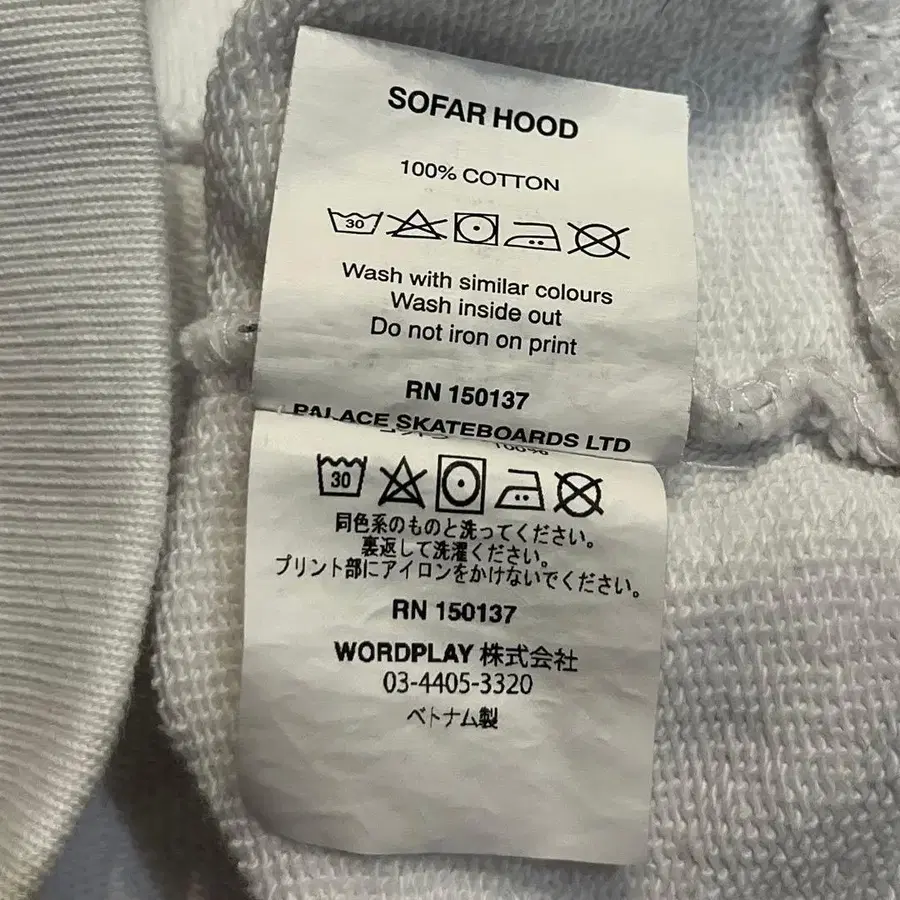 SOFAR HOOD
100% COTTON
30
Wash with similar colours
Wash inside out
Do not iron on print
RN 150137
PALACE SKATEBOARDS LTD
100%
30
同色系のものと洗ってください。
裏返して洗濯ください。
プリント部にアイロンをかけないでください。
RN 150137
WORDPLAY 株式会社
03-4405-3320
ベトナム製